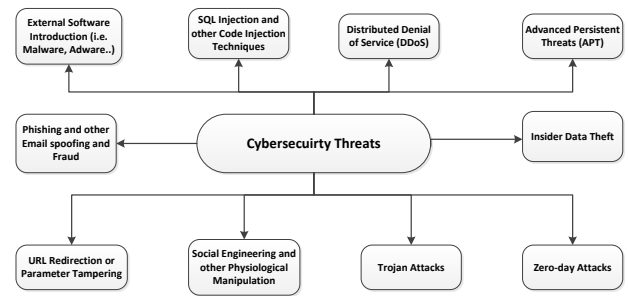 External Software
Introduction (i.e.
Malware, Adware..)
SQL Injection and
other Code Injection
Techniques
Distributed Denial
of Service (DDoS)
Advanced Persistent
Threats (APT)
Phishing and other
Email spoofing and
Fraud
Cybersecuirty Threats
Insider Data Theft
URL Redirection or
Parameter Tampering
Social Engineering and
other Physiological
Manipulation
Trojan Attacks
Zero-day Attacks